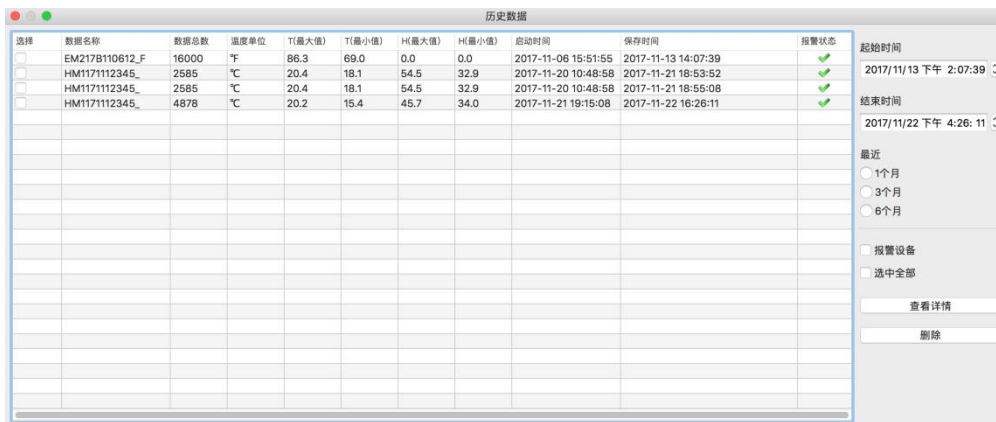 历史数据
选择 数据名称 数据总数 温度单位 T(最大值) T(最小值) H(最大值) H(最小值) 启动时间 保存时间 报警状态
EM217B110612_F 16000 ℉ 86.3 69.0 0.0 0.0 2017-11-06 15:51:55 2017-11-13 14:07:39
HM1171112345_ 2585 ℃ 20.4 18.1 54.5 32.9 2017-11-20 10:48:58 2017-11-21 18:53:52
HM1171112345_ 2585 ℃ 20.4 18.1 54.5 32.9 2017-11-20 10:48:58 2017-11-21 18:55:08
HM1171112345_ 4878 ℃ 20.2 15.4 45.7 34.0 2017-11-21 19:15:08 2017-11-22 16:26:11
起始时间
2017/11/13 下午 2:07:39
结束时间
2017/11/22 下午 4:26: 11
最近
1个月
3个月
6个月
报警设备
选中全部
查看详情
删除